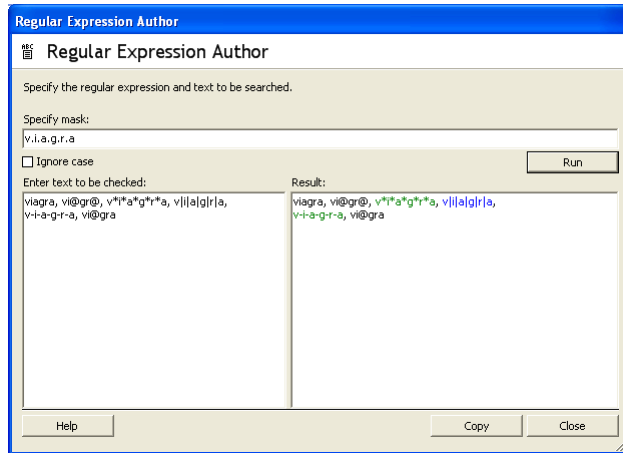 Regular Expression Author
ABC
Regular Expression Author
Specify the regular expression and text to be searched.
Specify mask:
v.i.a.g.r.a
Ignore case
Run
Enter text to be checked:
Result:
viagra, vi@gr@, v*i*a*g*r*a, v|i|a|g|r|a,
v-i-a-g-r-a, vi@gra
viagra, vi@gr@, v*i*a*g*r*a, v|i|a|g|r|a,
v-i-a-g-r-a, vi@gra
Help
Copy
Close